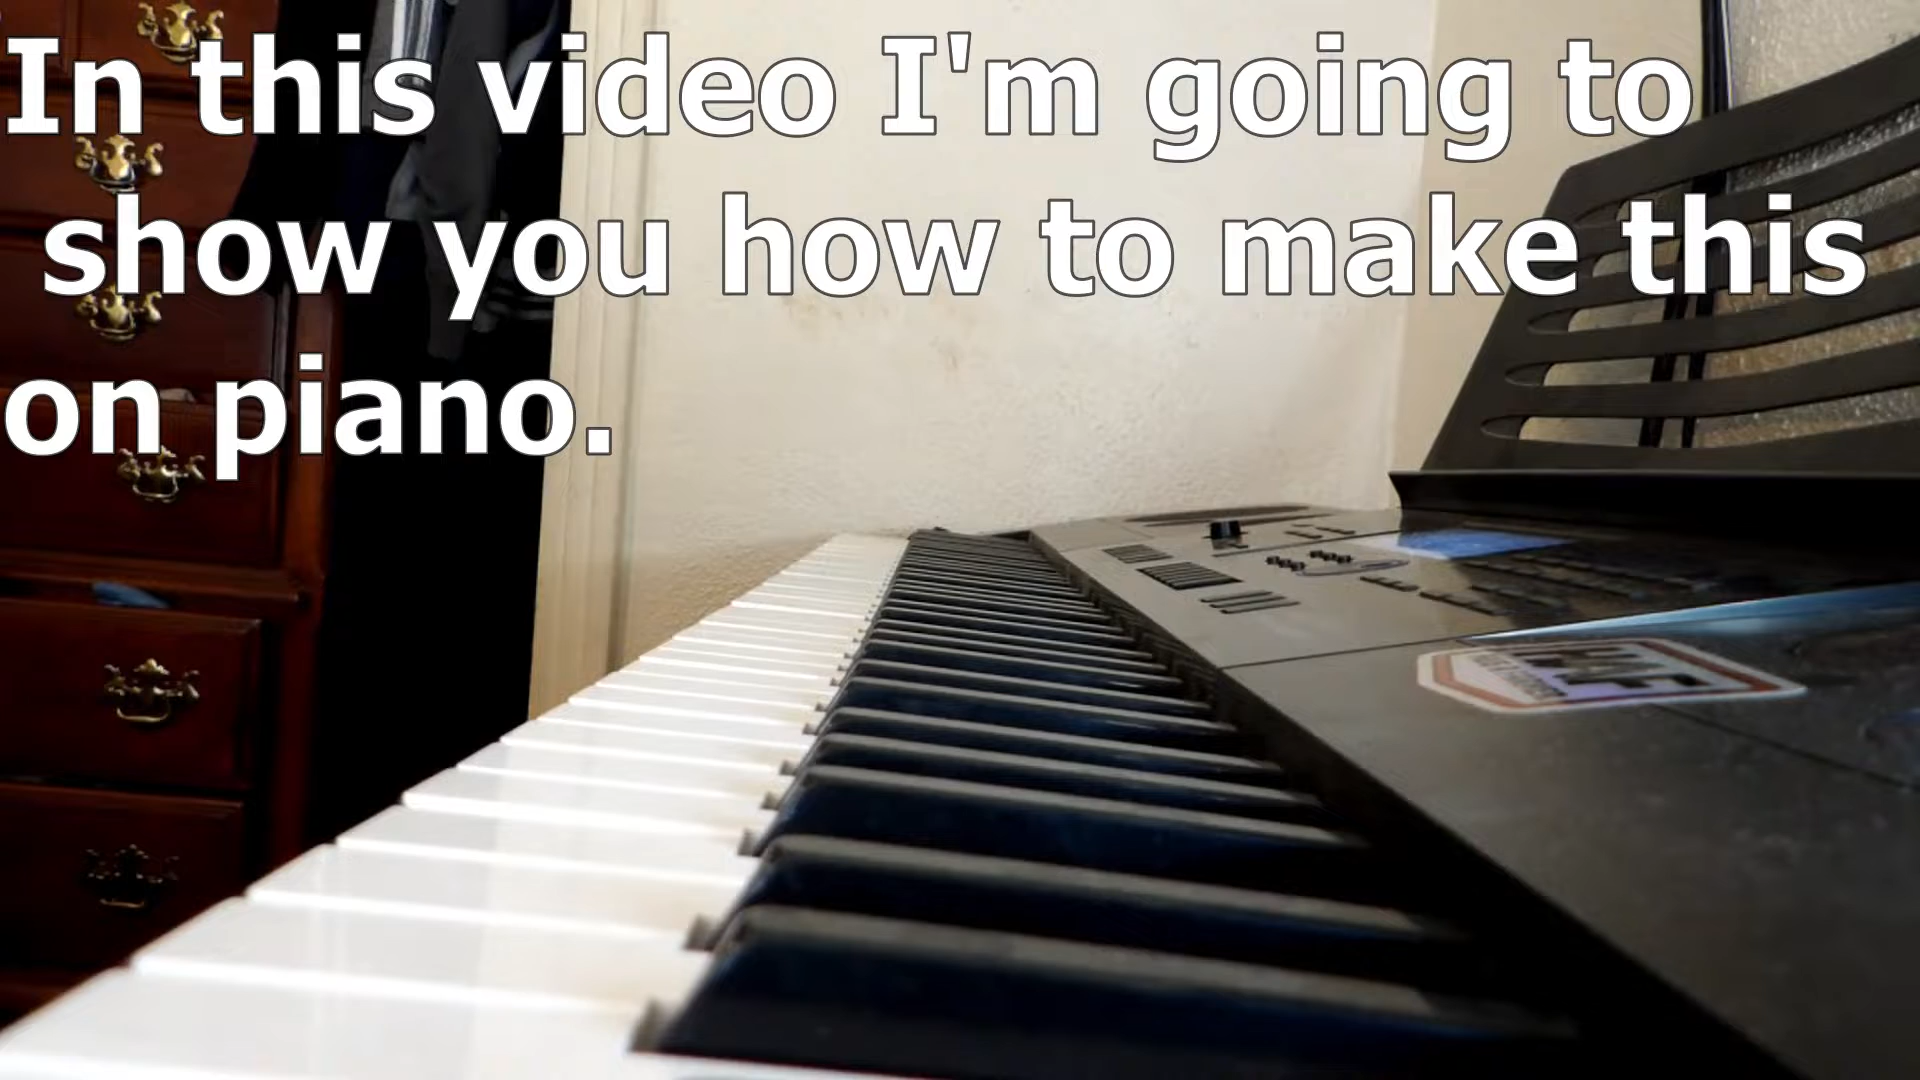 In this video I'm going to
show you how to make this
on piano.